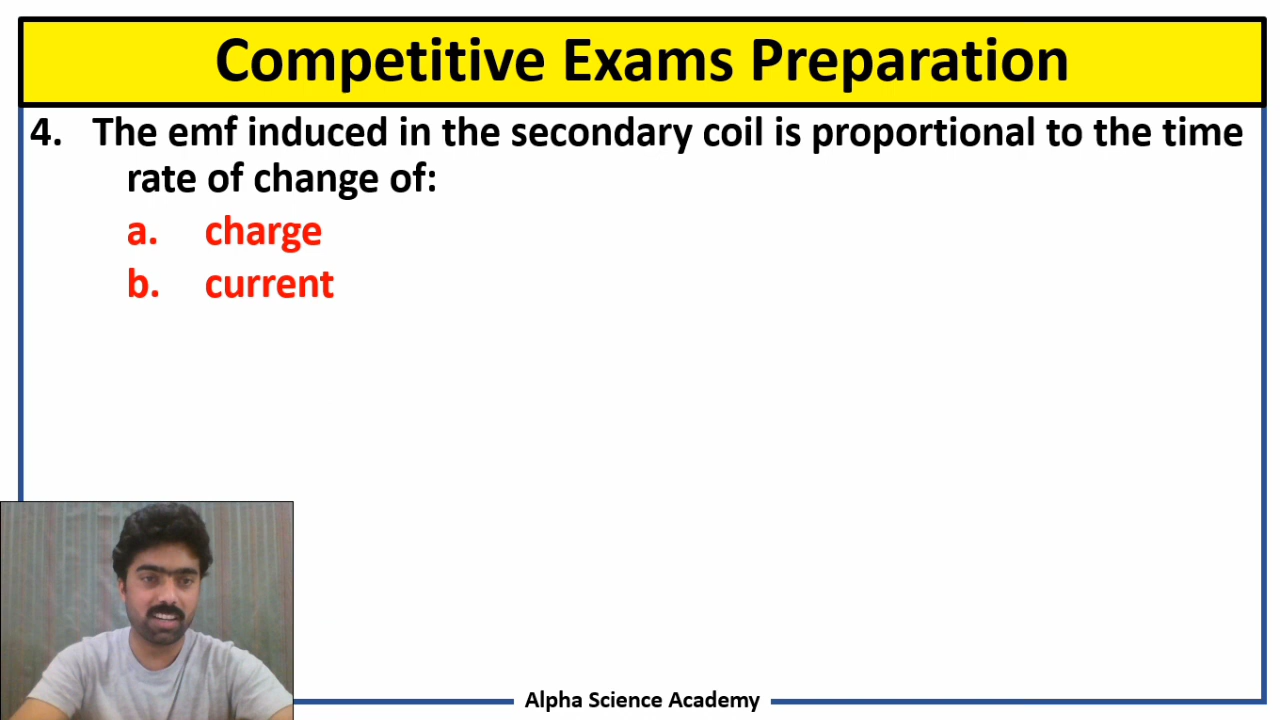 Competitive Exams Preparation
4. The emf induced in the secondary coil is proportional to the time
rate of change of:
a. charge
b. current
Alpha Science Academy